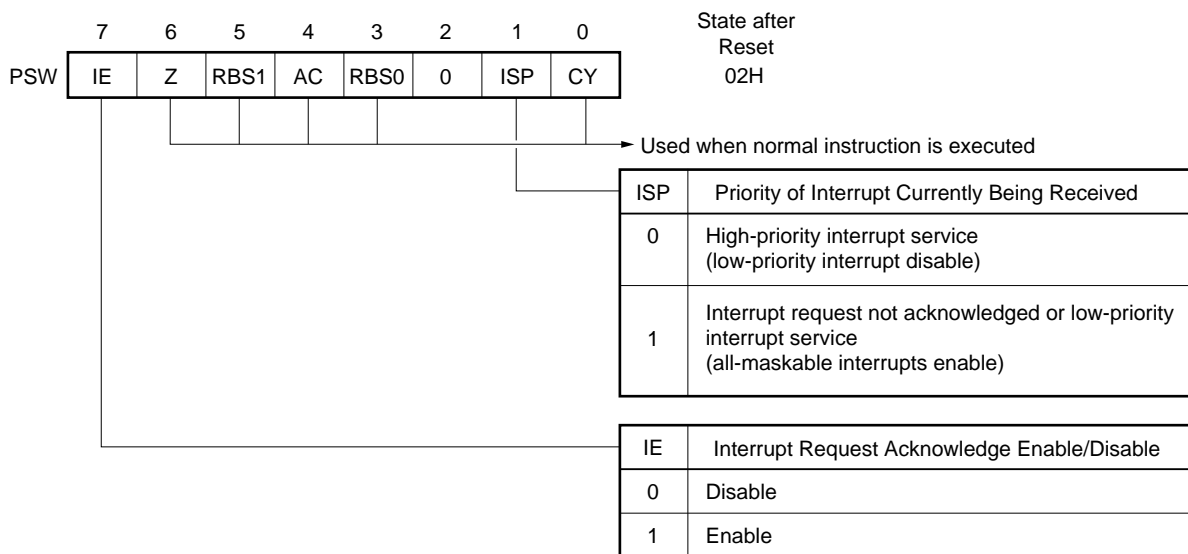 7 6 5 4 3 2 1 0
State after
Reset
02H
PSW IE Z RBS1 AC RBS0 0 ISP CY
Used when normal instruction is executed
ISP Priority of Interrupt Currently Being Received
0 High-priority interrupt service
(low-priority interrupt disable)
1 Interrupt request not acknowledged or low-priority
interrupt service
(all-maskable interrupts enable)
IE Interrupt Request Acknowledge Enable/Disable
0 Disable
1 Enable